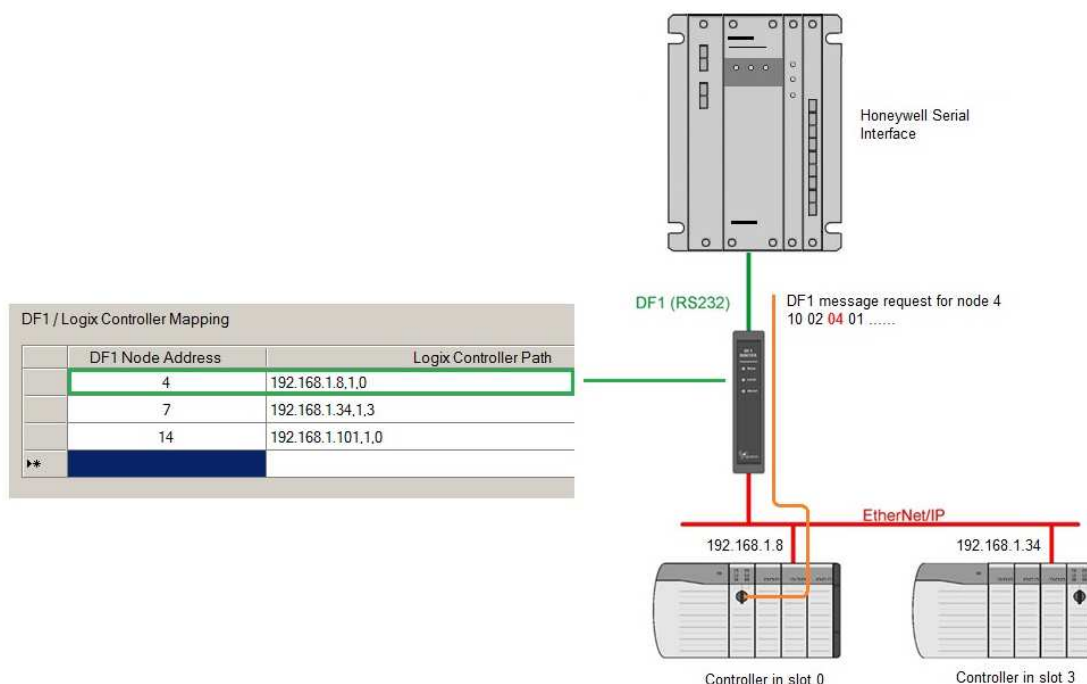 Honeywell Serial
Interface
DF1 (RS232)
DF1 message request for node 4
10 02 04 01 ......
DF1 / Logix Controller Mapping
DF1 Node Address
Logix Controller Path
4
192.168.1.8,1,0
7
192.168.1.34,1,3
14
192.168.1.101,1,0
EtherNet/IP
192.168.1.8
192.168.1.34
Controller in slot 0
Controller in slot 3